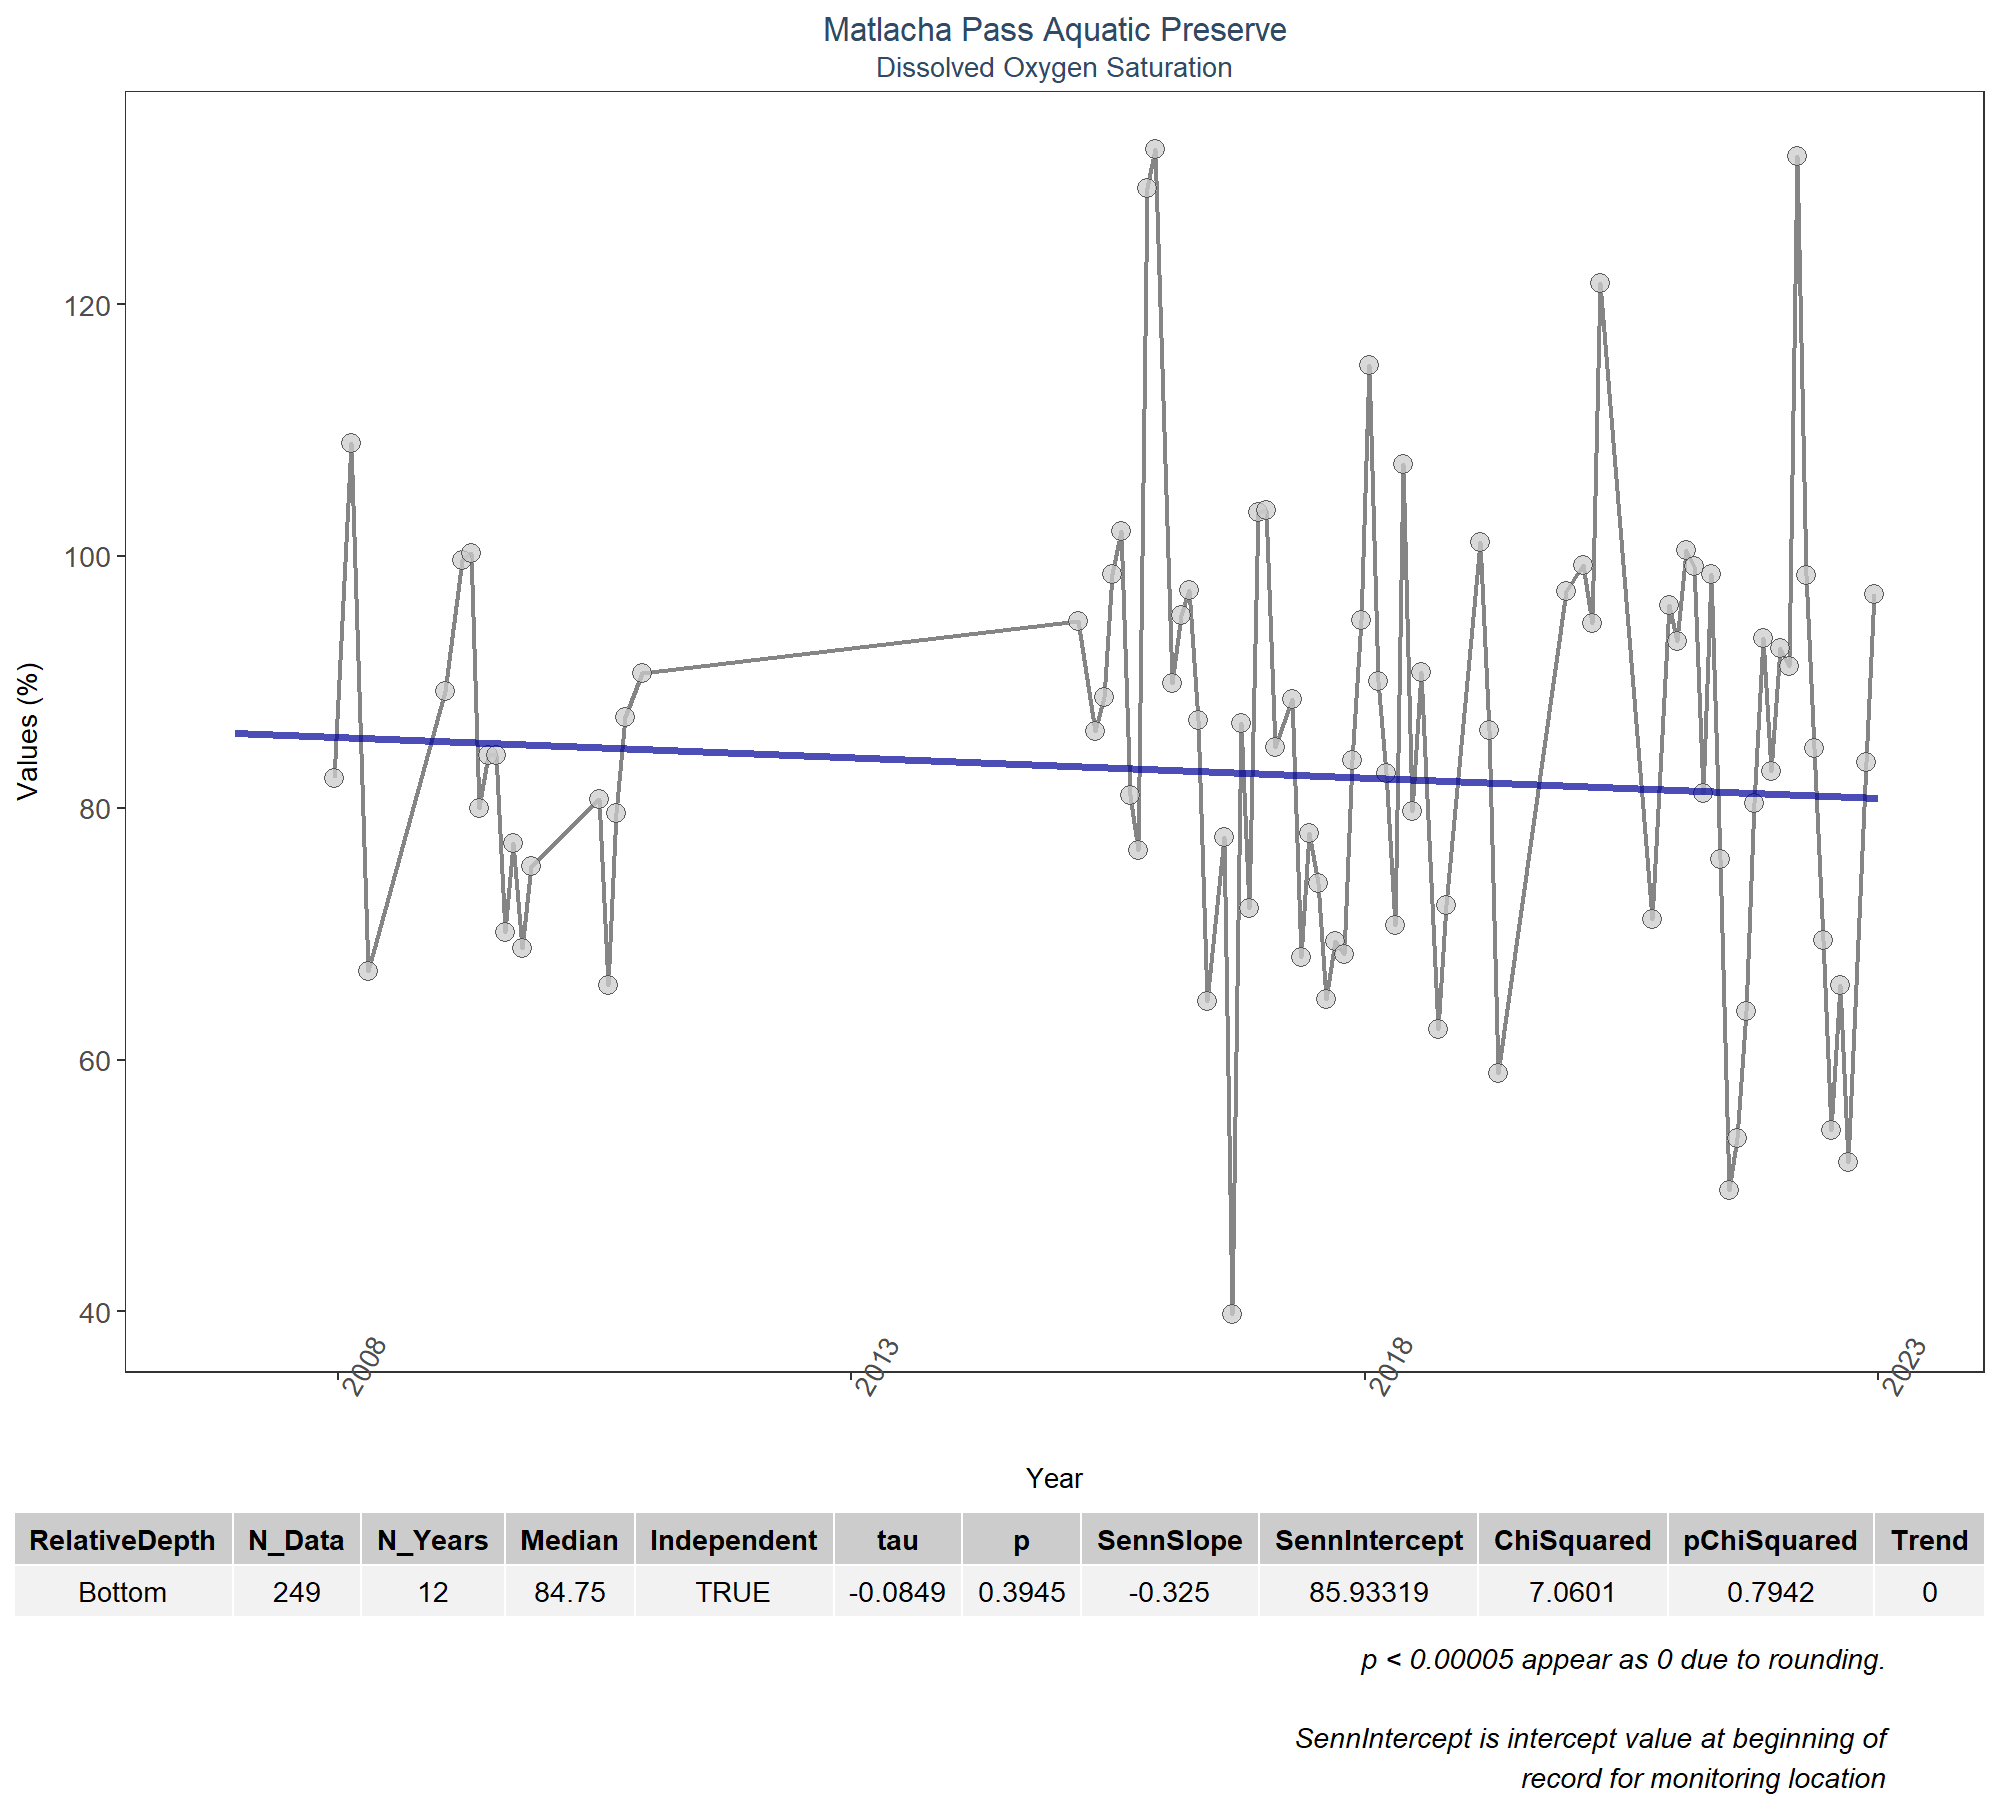 Matlacha Pass Aquatic Preserve
Dissolved Oxygen Saturation
Values (%)
120
100
80
60
40
2008
2013
2018
2023
Year
RelativeDepth N_Data N_Years Median Independent tau p SennSlope SennIntercept ChiSquared pChiSquared Trend
Bottom 249 12 84.75 TRUE -0.0849 0.3945 -0.325 85.93319 7.0601 0.7942 0
p < 0.00005 appear as 0 due to rounding.
SennIntercept is intercept value at beginning of
record for monitoring location